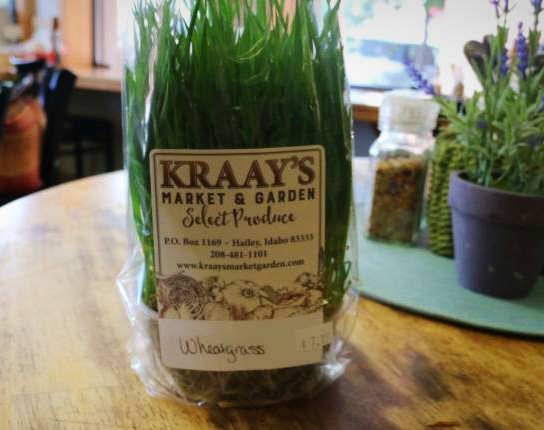 KRAAY'S
MARKET & GARDEN
Select Produce
P.O. Box 1169 ~ Hailey, Idaho 83333
208-481-1101
www.kraaysmarketgarden.com
Wheatgrass